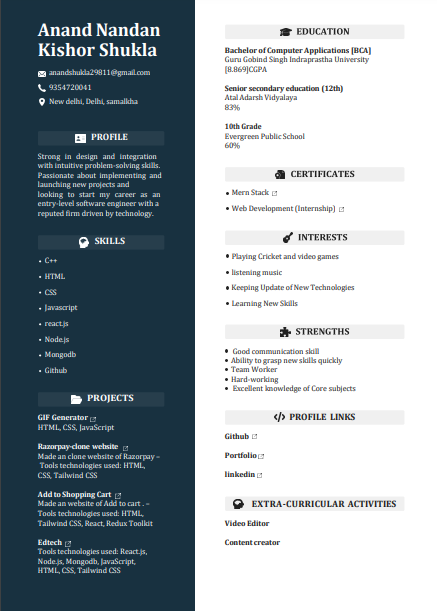 Anand Nandan
Kishor Shukla
anandshukla29811@gmail.com
9354720041
New delhi, Delhi, samalkha
PROFILE
Strong in design and integration
with intuitive problem-solving skills.
Passionate about implementing and
launching new projects and
looking to start my career as an
entry-level software engineer with a
reputed firm driven by technology.
SKILLS
• C++
• HTML
• CSS
• Javascript
• react.js
• Node.js
• Mongodb
• Github
PROJECTS
GIF Generator
HTML, CSS, JavaScript
Razorpay-clone website
Made an clone website of Razorpay –
Tools technologies used: HTML,
CSS, Tailwind CSS
Add to Shopping Cart
Made an website of Add to cart . –
Tools technologies used: HTML,
Tailwind CSS, React, Redux Toolkit
Edtech
Tools technologies used: React.js,
Node.js, Mongodb, JavaScript,
HTML, CSS, Tailwind CSS
EDUCATION
Bachelor of Computer Applications [BCA]
Guru Gobind Singh Indraprastha University
[8.869]CGPA
Senior secondary education (12th)
Atal Adarsh Vidyalaya
83%
10th Grade
Evergreen Public School
60%
CERTIFICATES
• Mern Stack
• Web Development (Internship)
INTERESTS
• Playing Cricket and video games
• listening music
• Keeping Update of New Technologies
• Learning New Skills
STRENGTHS
• Good communication skill
• Ability to grasp new skills quickly
• Team Worker
• Hard-working
• Excellent knowledge of Core subjects
PROFILE LINKS
Github
Portfolio
linkedin
EXTRA-CURRICULAR ACTIVITIES
Video Editor
Content creator